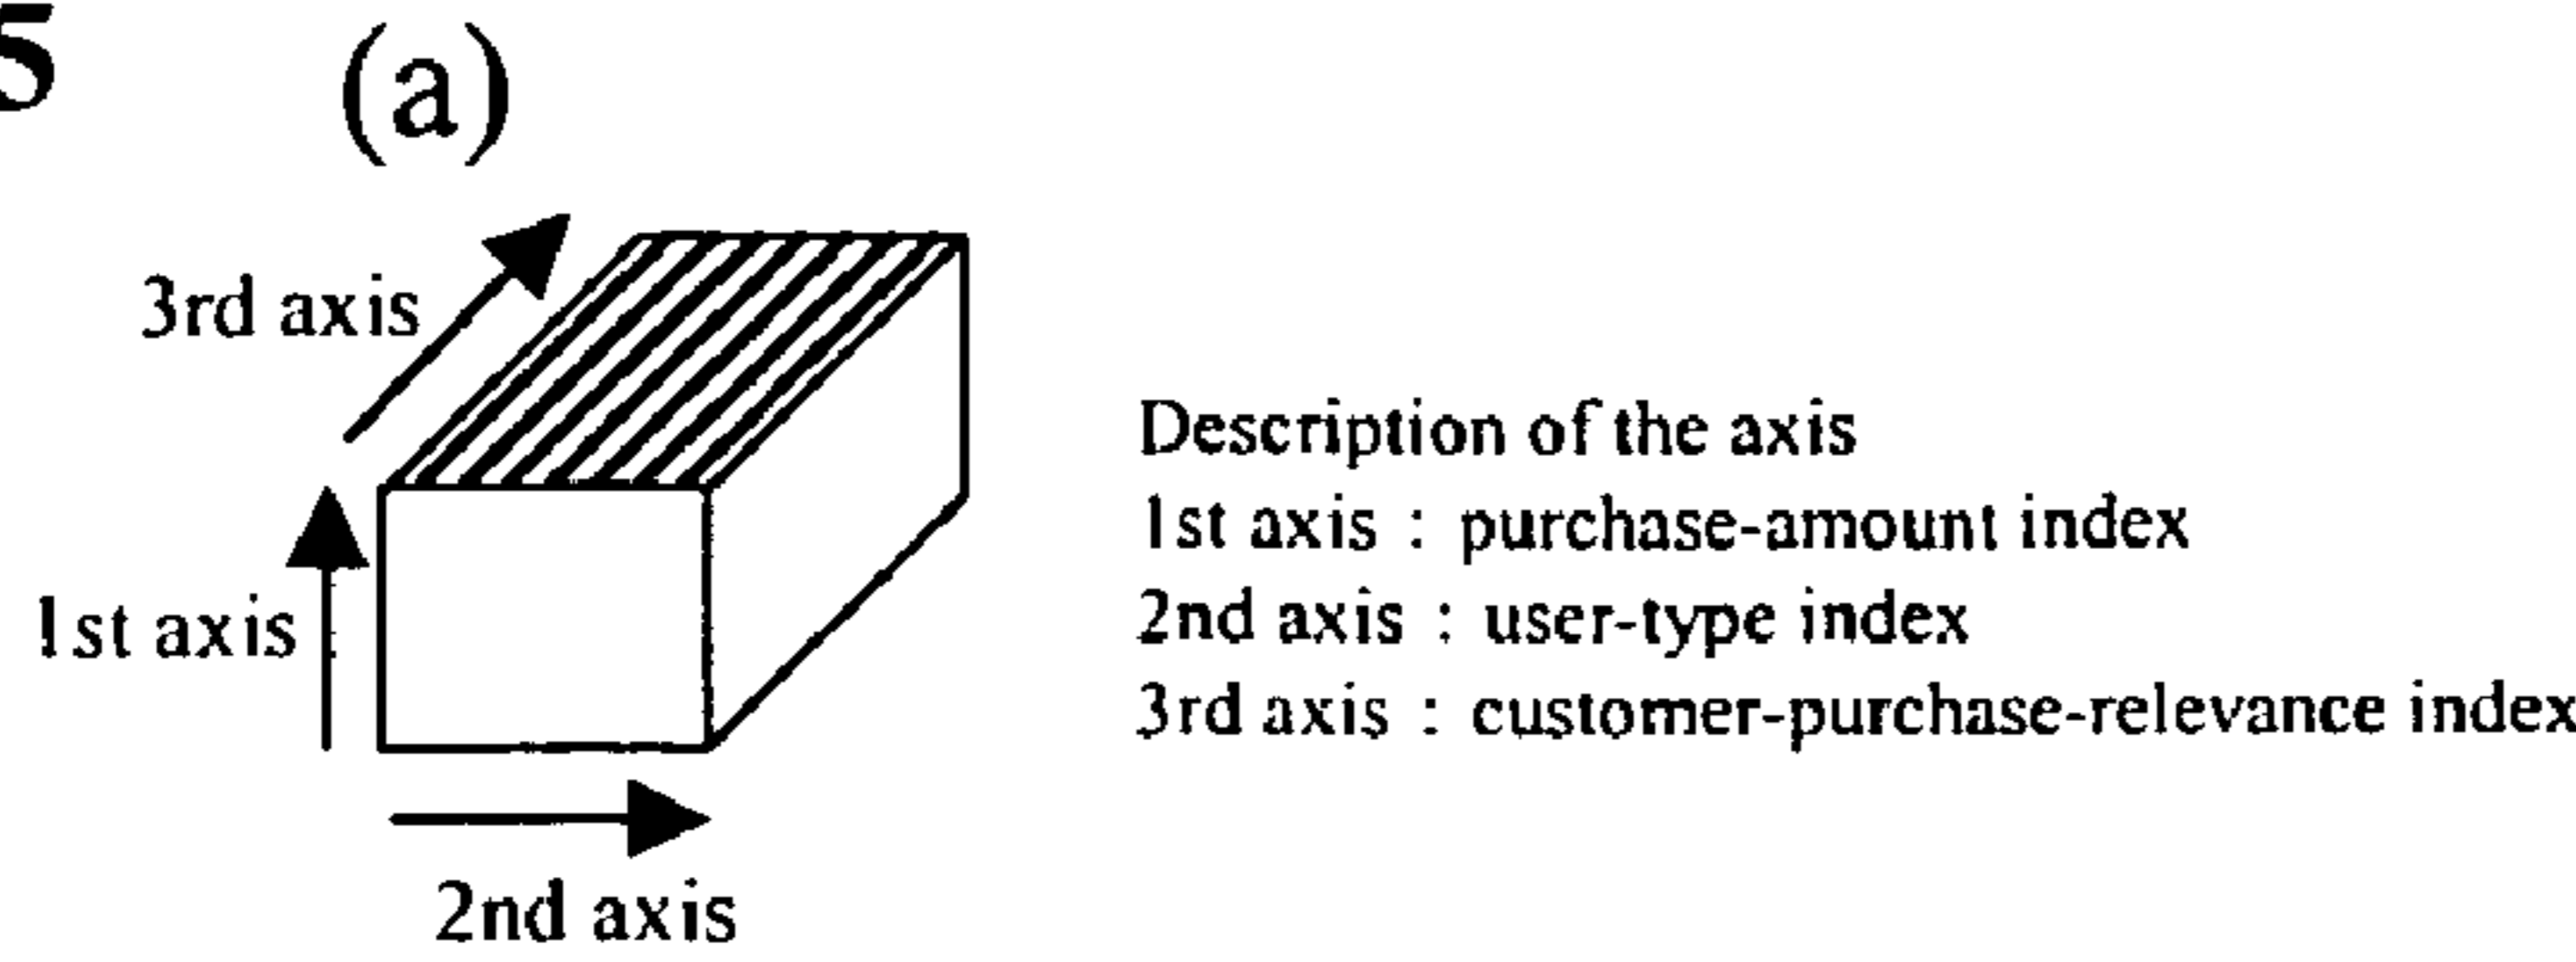 5 (a)
3rd axis
Description of the axis
1st axis : purchase-amount index
1st axis
2nd axis : user-type index
3rd axis : customer-purchase-relevance index
2nd axis